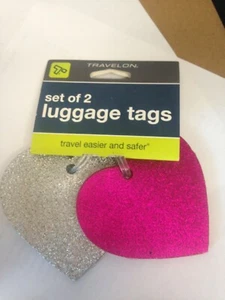 TRAVELON.
set of 2
luggage tags
travel easier and safer®